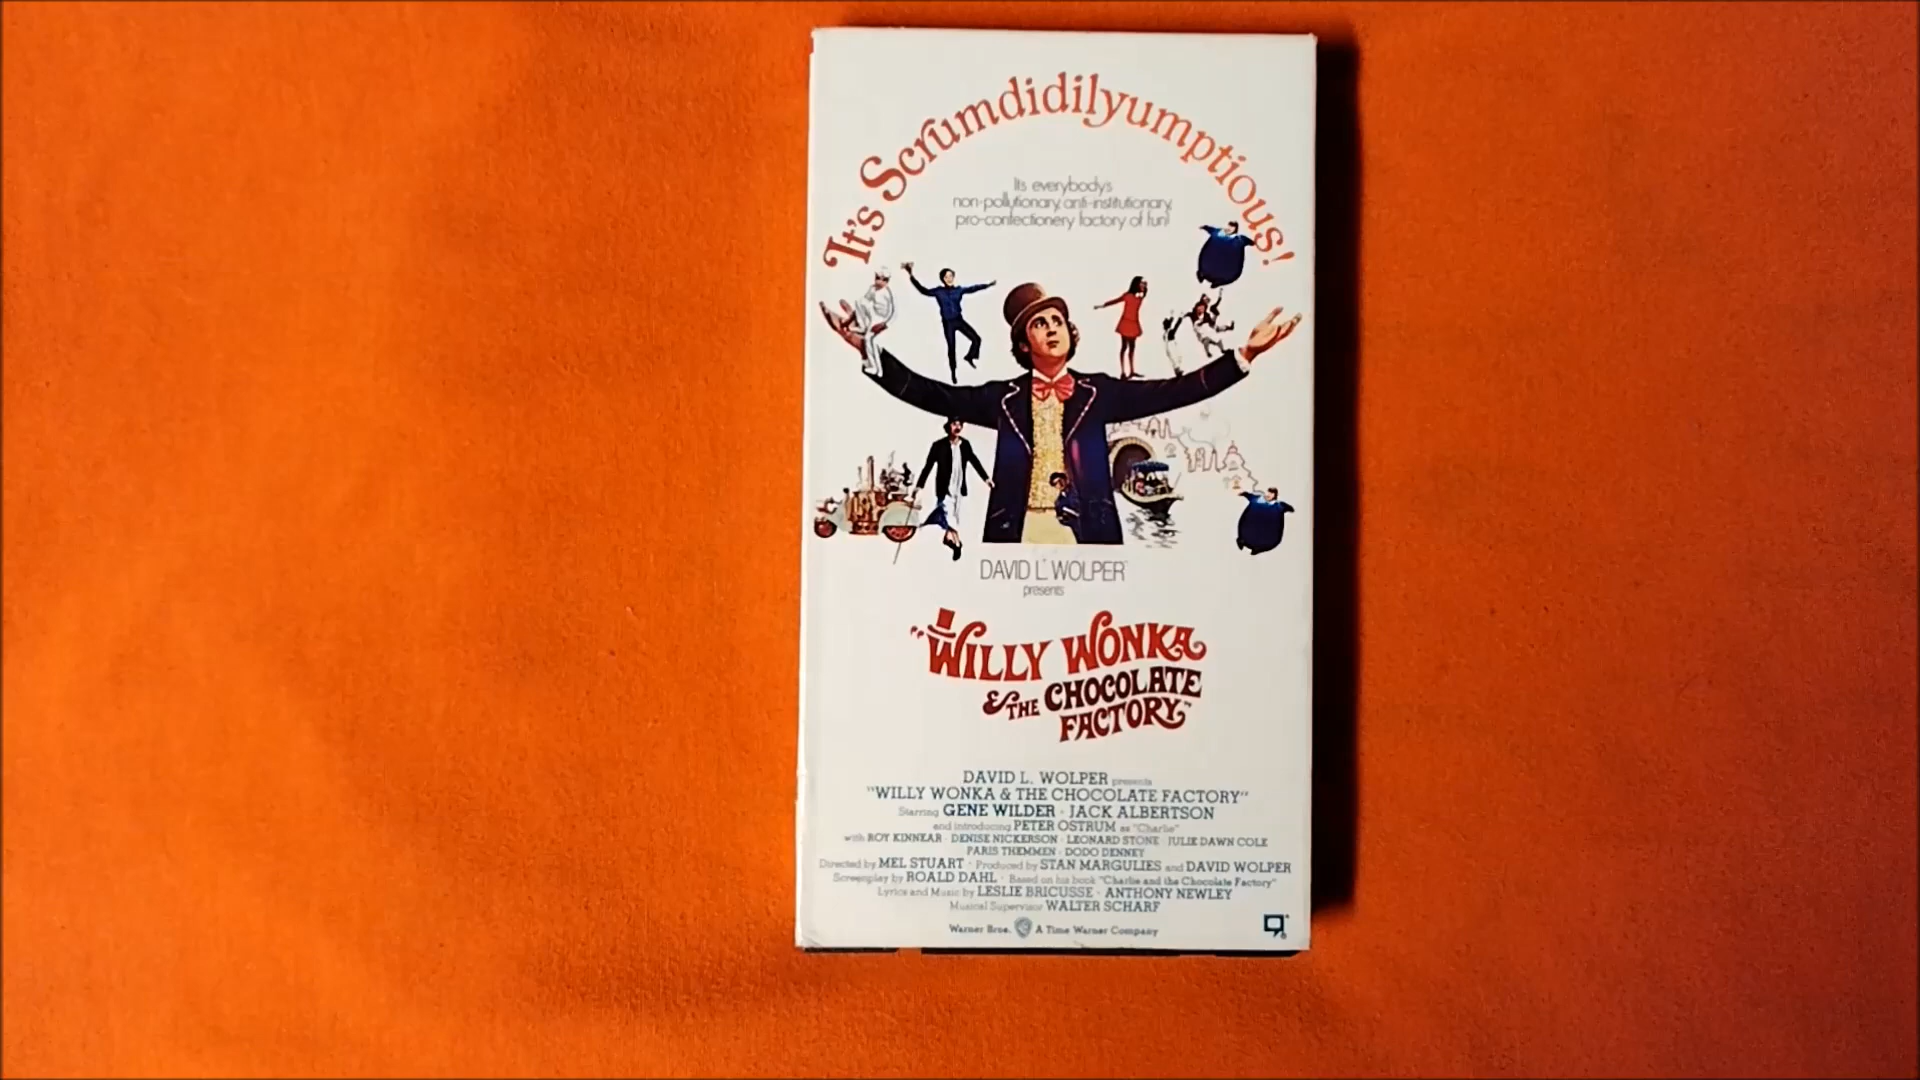 It's Scrumdidilyumptious!
It's everybody's
non-pollutionary, anti-institutionary,
pro-confectionery factory of fun!
DAVID L. WOLPER
presents
"WILLY WONKA
& THE CHOCOLATE
FACTORY"
DAVID L. WOLPER presents
"WILLY WONKA & THE CHOCOLATE FACTORY"
Starring GENE WILDER · JACK ALBERTSON
and introducing PETER OSTRUM as "Charlie"
with ROY KINNEAR · DENISE NICKERSON · LEONARD STONE · JULIE DAWN COLE
PARIS THEMMEN · DODO DENNEY
Directed by MEL STUART · Produced by STAN MARGULIES and DAVID WOLPER
Screenplay by ROALD DAHL · Based on his book "Charlie and the Chocolate Factory"
Lyrics and Music by LESLIE BRICUSSE · ANTHONY NEWLEY
Musical Supervisor WALTER SCHARF
Warner Bros. WB A Time Warner Company